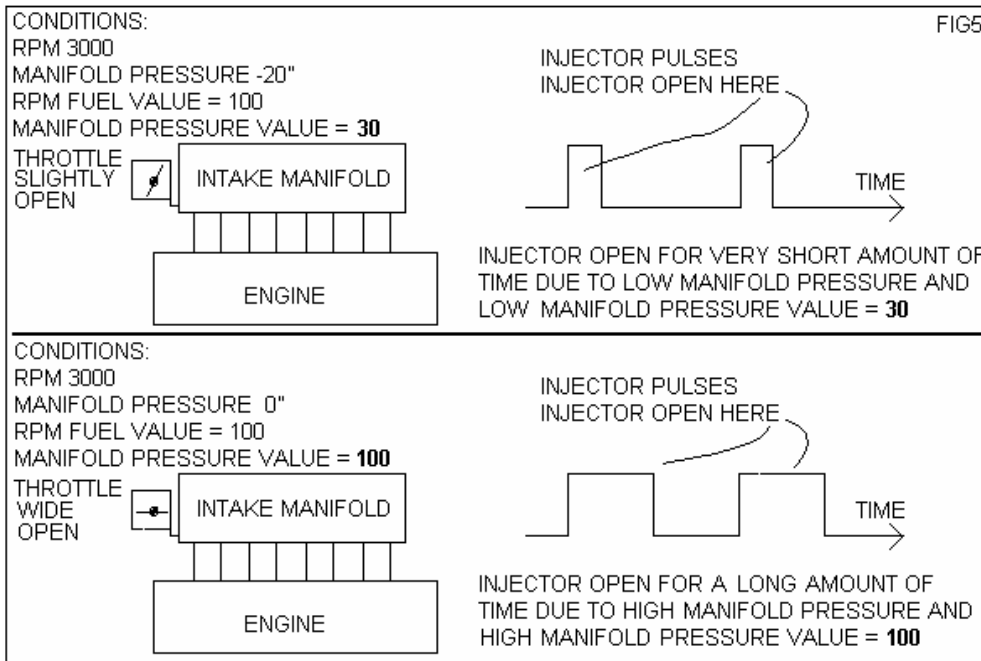 FIG5
CONDITIONS:
RPM 3000
MANIFOLD PRESSURE -20"
RPM FUEL VALUE = 100
MANIFOLD PRESSURE VALUE = 30
THROTTLE
SLIGHTLY
OPEN
INTAKE MANIFOLD
ENGINE
INJECTOR PULSES
INJECTOR OPEN HERE
TIME
INJECTOR OPEN FOR VERY SHORT AMOUNT OF
TIME DUE TO LOW MANIFOLD PRESSURE AND
LOW MANIFOLD PRESSURE VALUE = 30
CONDITIONS:
RPM 3000
MANIFOLD PRESSURE 0"
RPM FUEL VALUE = 100
MANIFOLD PRESSURE VALUE = 100
THROTTLE
WIDE
OPEN
INTAKE MANIFOLD
ENGINE
INJECTOR PULSES
INJECTOR OPEN HERE
TIME
INJECTOR OPEN FOR A LONG AMOUNT OF
TIME DUE TO HIGH MANIFOLD PRESSURE AND
HIGH MANIFOLD PRESSURE VALUE = 100